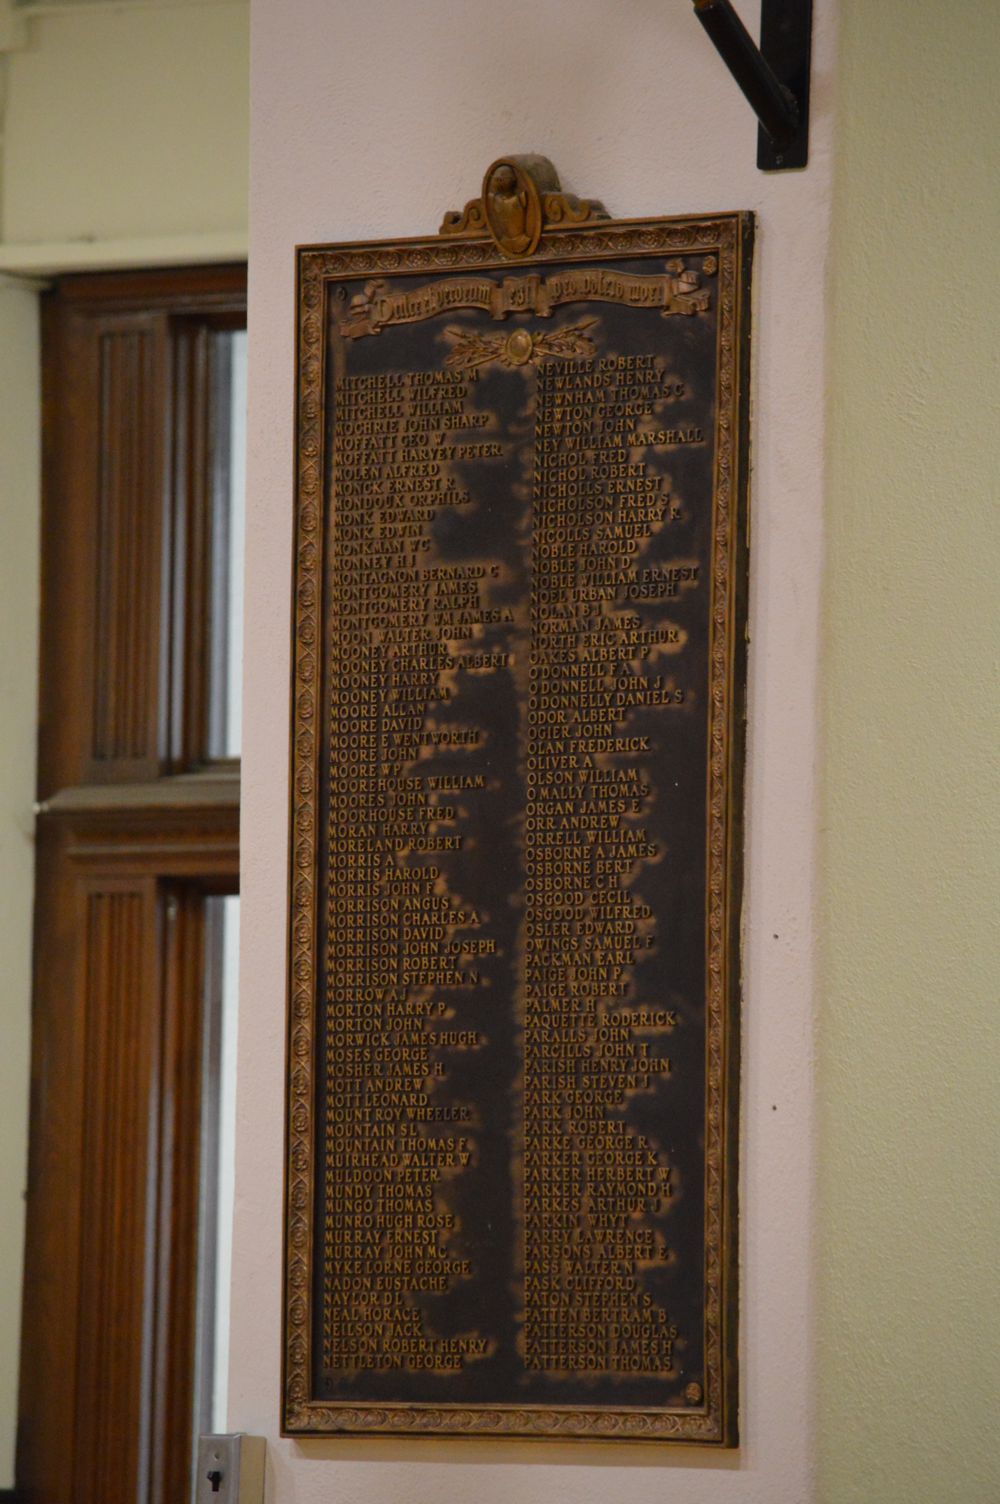 Dulce et decorum est pro patria mori
MITCHELL THOMAS M
MITCHELL WILFRED
MITCHELL WILLIAM
MOCHRIE JOHN SHARP
MOFFATT GEO W
MOFFATT HARVEY PETER
MOLEN ALFRED
MONCK ERNEST R
MONDOUX ORPHILS
MONK EDWARD
MONK EDWIN
MONKMAN W
MONNEY H J
MONTAGNON BERNARD C
MONTGOMERY JAMES
MONTGOMERY RALPH
MONTGOMERY WM JAMES A
MOON WALTER JOHN
MOONEY ARTHUR
MOONEY CHARLES ALBERT
MOONEY HARRY
MOONEY WILLIAM
MOORE ALLAN
MOORE DAVID
MOORE E WENTWORTH
MOORE JOHN
MOORE W P
MOOREHOUSE WILLIAM
MOORES JOHN
MOORHOUSE FRED
MORAN HARRY
MORELAND ROBERT
MORRIS A
MORRIS HAROLD
MORRIS JOHN F
MORRISON ANGUS
MORRISON CHARLES A
MORRISON DAVID
MORRISON JOHN JOSEPH
MORRISON ROBERT
MORRISON STEPHEN N
MORROW A J
MORTON HARRY P
MORTON JOHN
MORWICK JAMES HUGH
MOSES GEORGE
MOSHER JAMES H
MOTT ANDREW
MOTT LEONARD
MOUNT ROY WHEELER
MOUNTAIN S L
MOUNTAIN THOMAS F
MUIRHEAD WALTER W
MULDOON PETER
MUNDY THOMAS
MUNGO THOMAS
MUNRO HUGH ROSE
MURRAY ERNEST
MURRAY JOHN MC
MYKE LORNE GEORGE
NADON EUSTACHE
NAYLOR D L
NEAL HORACE
NEILSON JACK
NELSON ROBERT HENRY
NETTLETON GEORGE
NEVILLE ROBERT
NEWLANDS HENRY
NEWNHAM THOMAS C
NEWTON GEORGE
NEWTON JOHN
NEY WILLIAM MARSHALL
NICHOL FRED
NICHOL ROBERT
NICHOLLS ERNEST
NICHOLSON FRED S
NICHOLSON HARRY R
NICOLLS SAMUEL
NOBLE HAROLD
NOBLE JOHN D
NOBLE WILLIAM ERNEST
NOEL URBAN JOSEPH
NOLAN B J
NORMAN JAMES
NORTH ERIC ARTHUR
OAKES ALBERT P
O'DONNELL F A
O'DONNELL JOHN J
O'DONNELLY DANIEL S
ODOR ALBERT
OGIER JOHN
OLAN FREDERICK
OLIVER A
OLSON WILLIAM
O MALLY THOMAS
ORGAN JAMES E
ORR ANDREW
ORRELL WILLIAM
OSBORNE A JAMES
OSBORNE BERT
OSBORNE C H
OSGOOD CECIL
OSGOOD WILFRED
OSLER EDWARD
OWINGS SAMUEL F
PACKMAN EARL
PAIGE JOHN P
PAIGE ROBERT
PALMER H
PAQUETTE RODERICK
PARALLS JOHN
PARCILLS JOHN T
PARISH HENRY JOHN
PARISH STEVEN J
PARK GEORGE
PARK JOHN
PARK ROBERT
PARKE GEORGE R
PARKER GEORGE K
PARKER HERBERT W
PARKER RAYMOND H
PARKES ARTHUR J
PARKIN WHYT
PARRY LAWRENCE
PARSONS ALBERT E
PASS WALTER N
PASK CLIFFORD
PATON STEPHEN S
PATTEN BERTRAM B
PATTERSON DOUGLAS
PATTERSON JAMES H
PATTERSON THOMAS